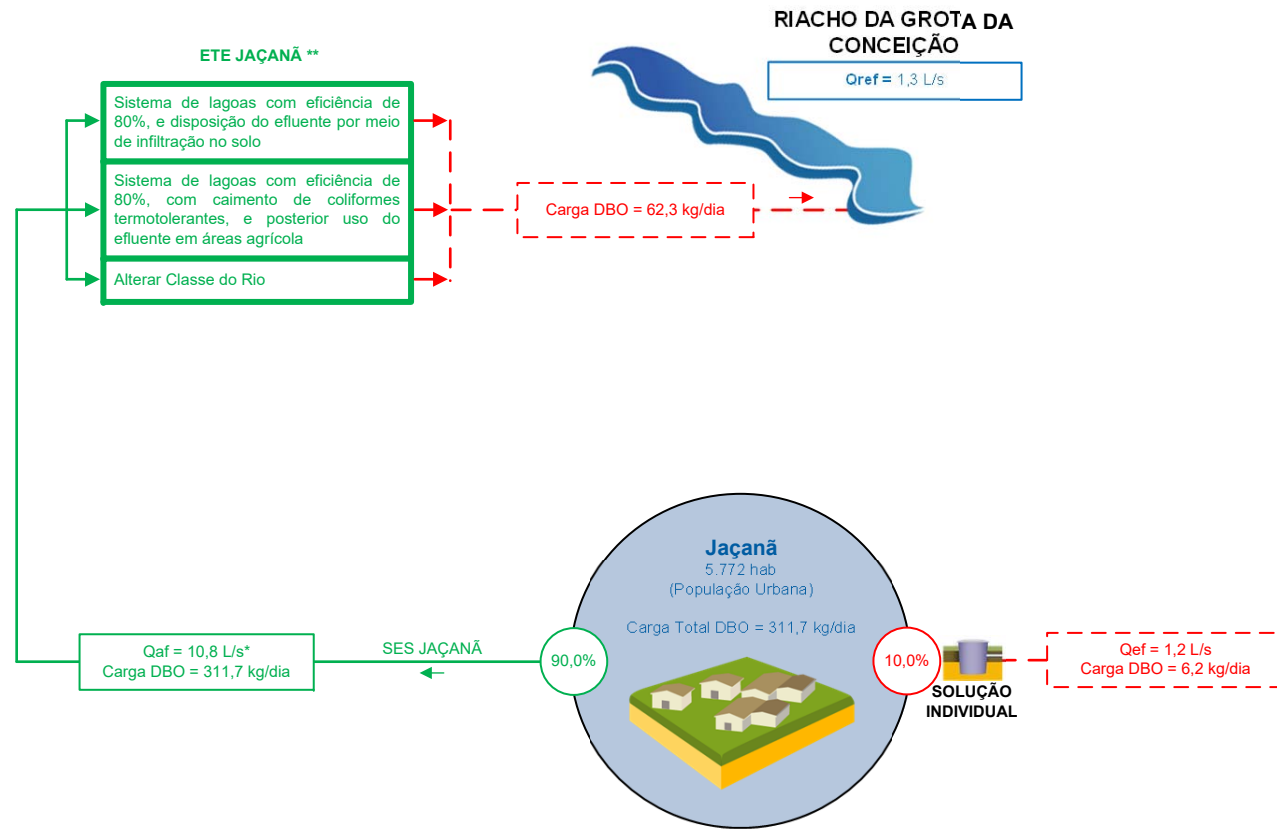 RIACHO DA GROTA DA
CONCEIÇÃO
Qref = 1,3 L/s
ETE JAÇANÃ **
Sistema de lagoas com eficiência de
80%, e disposição do efluente por meio
de infiltração no solo
Sistema de lagoas com eficiência de
80%, com caimento de coliformes
termotolerantes, e posterior uso do
efluente em áreas agrícola
Alterar Classe do Rio
Carga DBO = 62,3 kg/dia
Jaçanã
5.772 hab
(População Urbana)
Carga Total DBO = 311,7 kg/dia
Qaf = 10,8 L/s*
Carga DBO = 311,7 kg/dia
SES JAÇANÃ
90,0%
10,0%
SOLUÇÃO
INDIVIDUAL
Qef = 1,2 L/s
Carga DBO = 6,2 kg/dia